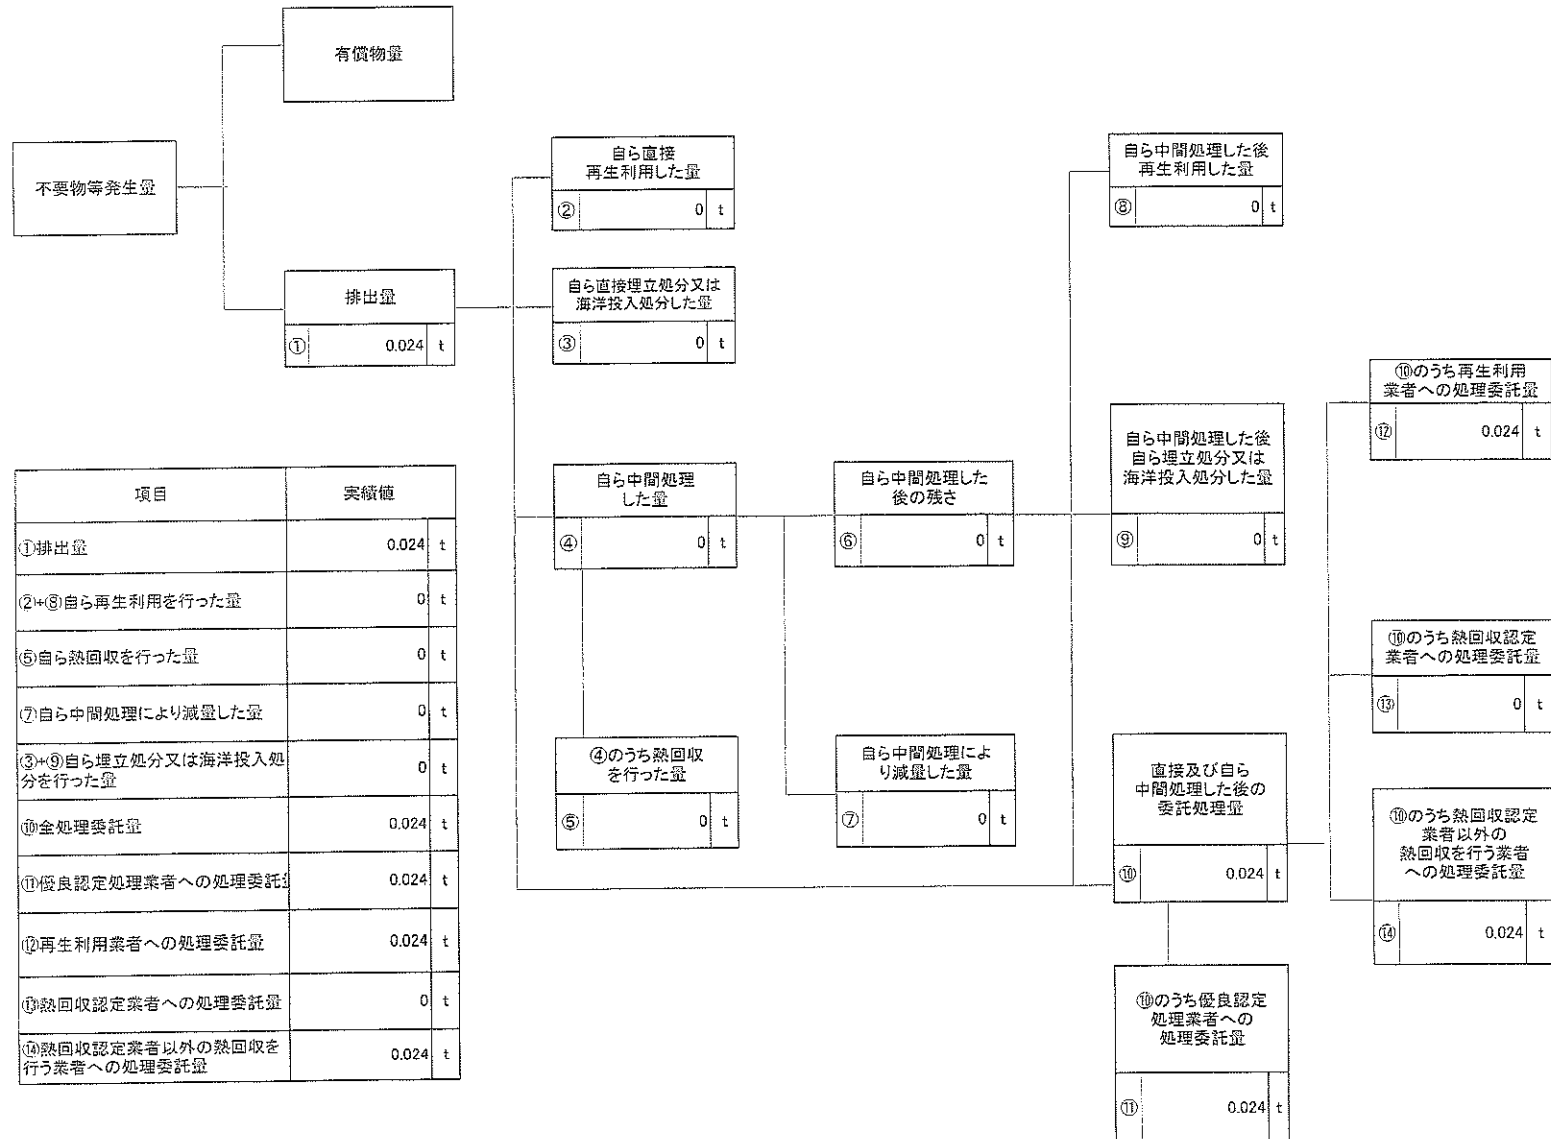 有償物量
不要物等発生量
排出量
① 0.024 t
自ら直接
再生利用した量
② 0 t
自ら直接埋立処分又は
海洋投入処分した量
③ 0 t
自ら中間処理した後
再生利用した量
⑧ 0 t
自ら中間処理
した量
④ 0 t
自ら中間処理した
後の残さ
⑥ 0 t
自ら中間処理した後
自ら埋立処分又は
海洋投入処分した量
⑨ 0 t
④のうち熱回収
を行った量
⑤ 0 t
自ら中間処理によ
り減量した量
⑦ 0 t
直接及び自ら
中間処理した後の
委託処理量
⑩ 0.024 t
⑩のうち優良認定
処理業者への
処理委託量
⑪ 0.024 t
⑩のうち再生利用
業者への処理委託量
⑫ 0.024 t
⑩のうち熱回収認定
業者への処理委託量
⑬ 0 t
⑩のうち熱回収認定
業者以外の
熱回収を行う業者
への処理委託量
⑭ 0.024 t
項目 実績値
①排出量 0.024 t
②+⑧自ら再生利用を行った量 0 t
⑤自ら熱回収を行った量 0 t
⑦自ら中間処理により減量した量 0 t
③+⑨自ら埋立処分又は海洋投入処
分を行った量 0 t
⑩全処理委託量 0.024 t
⑪優良認定処理業者への処理委託 0.024 t
⑫再生利用業者への処理委託量 0.024 t
⑬熱回収認定業者への処理委託量 0 t
⑭熱回収認定業者以外の熱回収を
行う業者への処理委託量 0.024 t